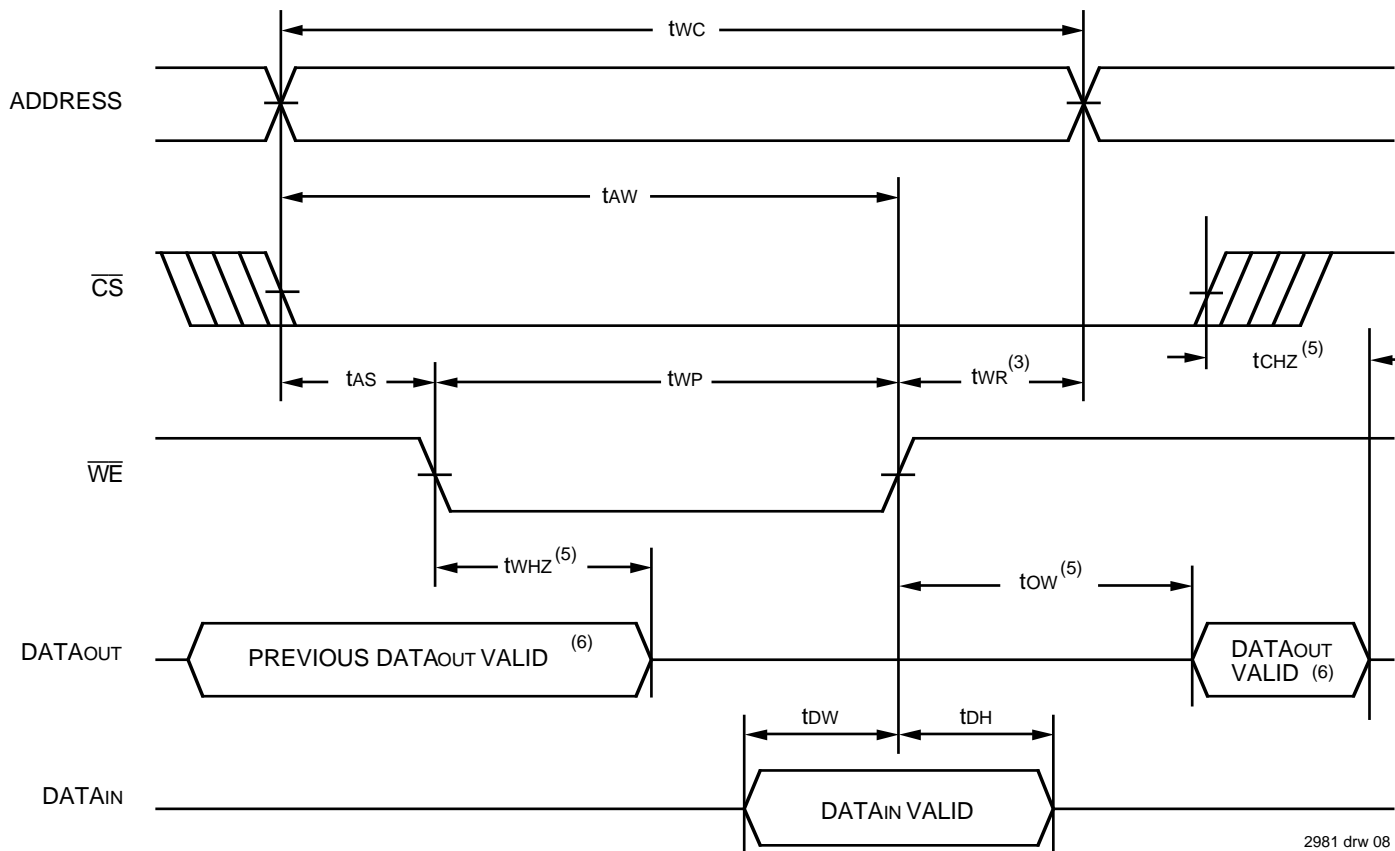 tWC
ADDRESS
tAW
CS
tAS
tWP
tWR (3)
tCHZ (5)
WE
tWHZ (5)
tOW (5)
DATAOUT
PREVIOUS DATAOUT VALID (6)
DATAOUT
VALID (6)
tDW
tDH
DATAIN
DATAIN VALID
2981 drw 08